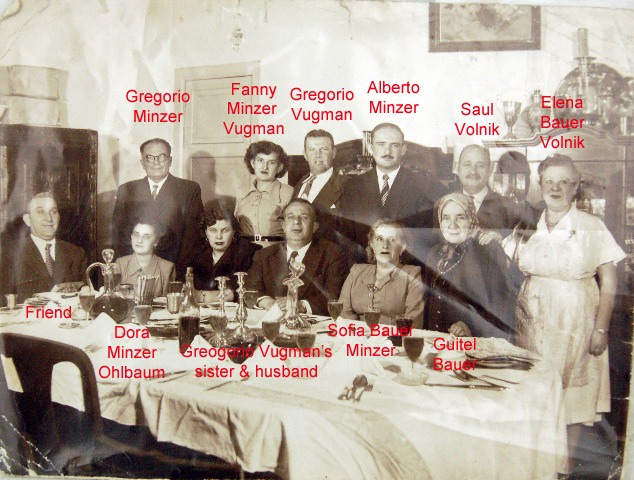 Gregorio
Minzer
Fanny
Minzer
Vugman
Gregorio
Vugman
Alberto
Minzer
Saul
Volnik
Elena
Bauer
Volnik
Friend
Dora
Minzer
Ohlbaum
Greogorio Vugman's
sister & husband
Sofia Bauer
Minzer
Guitel
Bauer